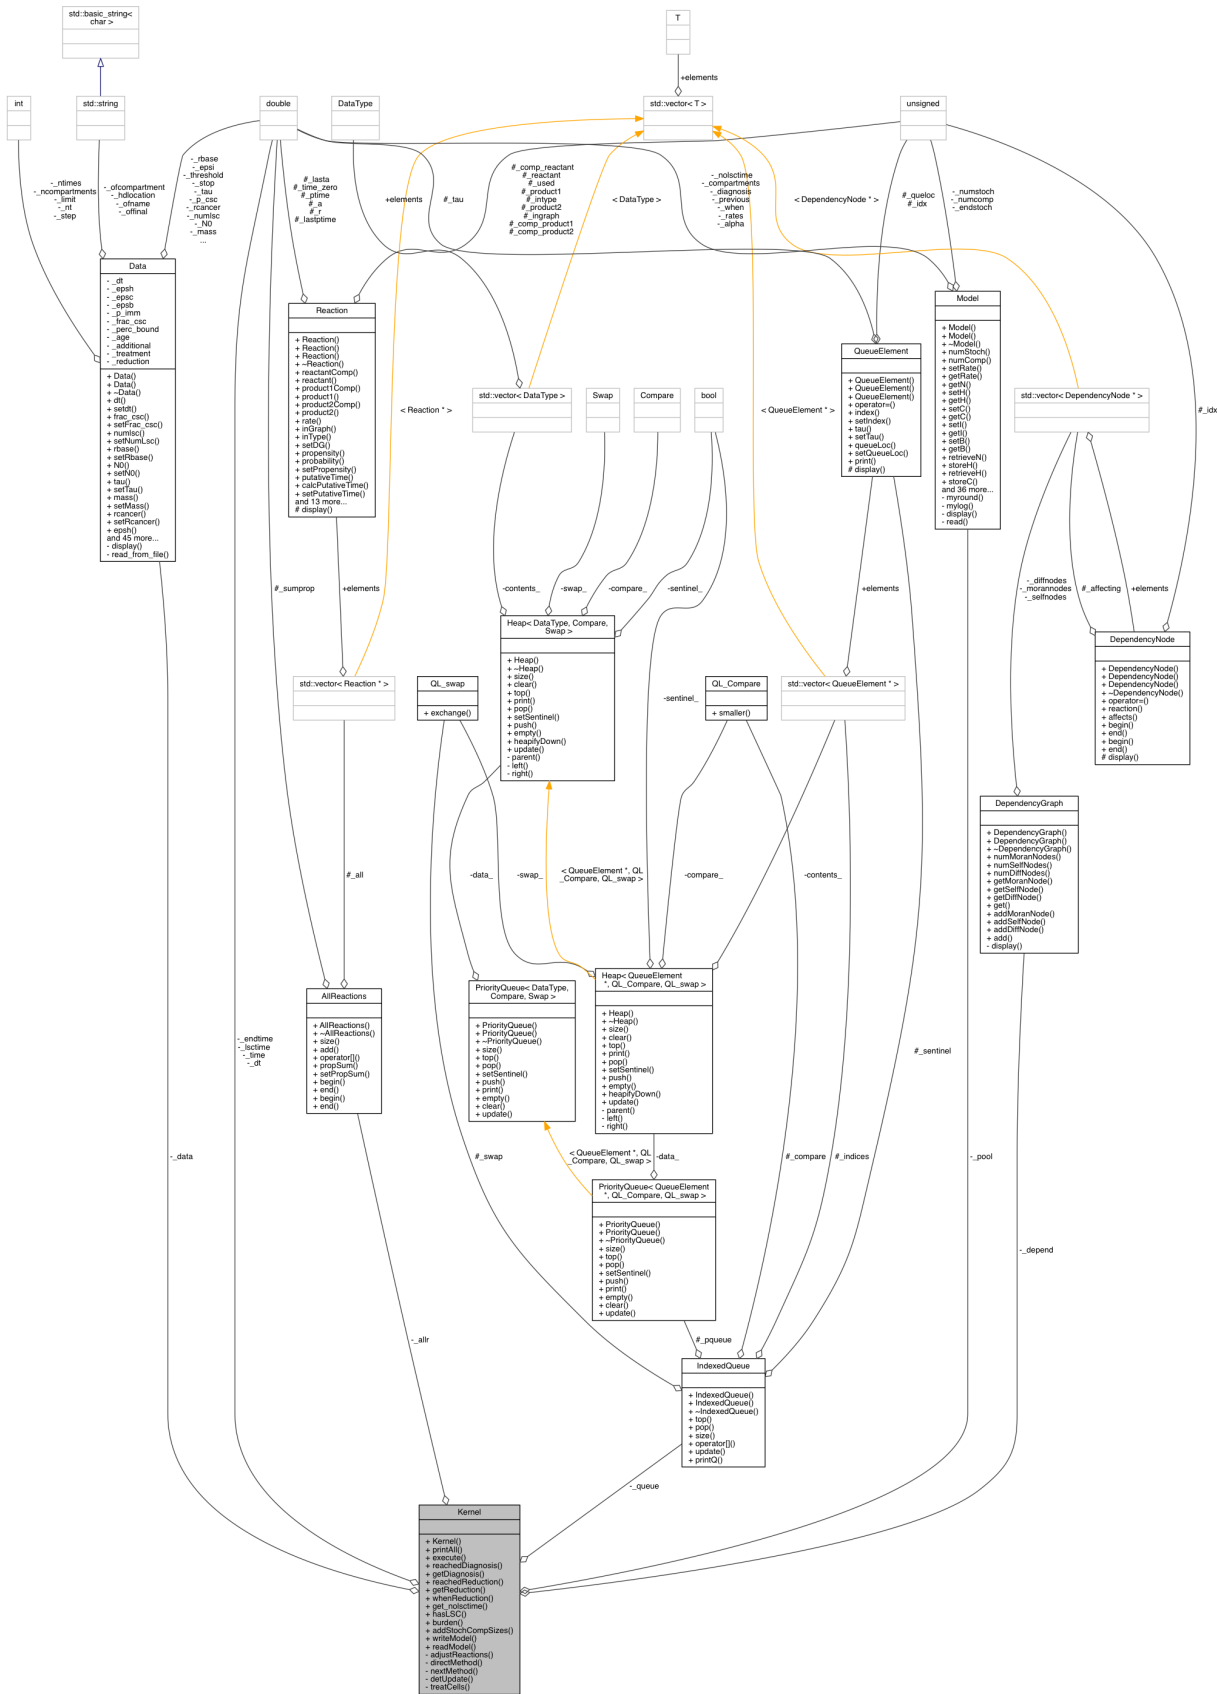 std::basic_string<
char >
T
+elements
int
std::string
double
DataType
std::vector< T >
unsigned
-_ntimes
-_ncompartments
-_limit
-_nt
-_step
-_ofcompartment
-_hdlocation
-_ofname
-_offinal
-_rbase
-_epsi
-_threshold
-_stop
-_tau
-_p_csc
-_rcancer
-_numlsc
-_N0
-_mass
...
#_lasta
#_time_zero
#_ptime
#_a
#_r
#_lastptime
+elements
#_tau
#_comp_reactant
#_reactant
#_used
#_product1
#_intype
#_product2
#_ingraph
#_comp_product1
#_comp_product2
< DataType >
-_nolsctime
-_compartments
-_diagnosis
-_previous
-_when
-_rates
-_alpha
< DependencyNode * >
#_queloc
#_idx
-_numstoch
-_numcomp
-_endstoch
Data
- _dt
- _epsh
- _epsc
- _epsb
- _p_imm
- _frac_csc
- _perc_bound
- _age
- _additional
- _treatment
- _reduction
+ Data()
+ Data()
+ ~Data()
+ dt()
+ setdt()
+ frac_csc()
+ setFrac_csc()
+ numlsc()
+ setNumLsc()
+ rbase()
+ setRbase()
+ N0()
+ setN0()
+ tau()
+ setTau()
+ mass()
+ setMass()
+ rcancer()
+ setRcancer()
+ epsh()
and 45 more...
- display()
- read_from_file()
Reaction
+ Reaction()
+ Reaction()
+ Reaction()
+ ~Reaction()
+ reactantComp()
+ reactant()
+ product1Comp()
+ product1()
+ product2Comp()
+ product2()
+ rate()
+ inGraph()
+ inType()
+ setDG()
+ propensity()
+ probability()
+ setPropensity()
+ putativeTime()
+ calcPutativeTime()
+ setPutativeTime()
and 13 more...
# display()
< Reaction * >
std::vector< DataType >
Swap
Compare
bool
< QueueElement * >
QueueElement
+ QueueElement()
+ QueueElement()
+ QueueElement()
+ operator=()
+ index()
+ setIndex()
+ tau()
+ setTau()
+ queueLoc()
+ setQueueLoc()
+ print()
# display()
Model
+ Model()
+ Model()
+ ~Model()
+ numStoch()
+ numComp()
+ setRate()
+ getRate()
+ getN()
+ setH()
+ getH()
+ setC()
+ getC()
+ setI()
+ getI()
+ setB()
+ getB()
+ retrieveN()
+ storeH()
+ retrieveH()
+ storeC()
and 36 more...
- myround()
- mylog()
- display()
- read()
std::vector< DependencyNode * >
#_idx
#_sumprop
+elements
-contents_
-swap_
-compare_
-sentinel_
+elements
-_diffnodes
-_morannodes
-_selfnodes
#_affecting
+elements
Heap< DataType, Compare,
Swap >
+ Heap()
+ ~Heap()
+ size()
+ clear()
+ top()
+ print()
+ pop()
+ setSentinel()
+ push()
+ empty()
+ heapifyDown()
+ update()
- parent()
- left()
- right()
DependencyNode
+ DependencyNode()
+ DependencyNode()
+ DependencyNode()
+ ~DependencyNode()
+ operator=()
+ reaction()
+ affects()
+ begin()
+ end()
+ begin()
+ end()
# display()
std::vector< Reaction * >
QL_swap
+ exchange()
-sentinel_
QL_Compare
+ smaller()
std::vector< QueueElement * >
DependencyGraph
+ DependencyGraph()
+ DependencyGraph()
+ ~DependencyGraph()
+ numMoranNodes()
+ numSelfNodes()
+ numDiffNodes()
+ getMoranNode()
+ getSelfNode()
+ getDiffNode()
+ get()
+ addMoranNode()
+ addSelfNode()
+ addDiffNode()
+ add()
- display()
#_all
-data_
-swap_
< QueueElement *, QL
_Compare, QL_swap >
-compare_
-contents_
AllReactions
+ AllReactions()
+ ~AllReactions()
+ size()
+ add()
+ operator[]()
+ propSum()
+ setPropSum()
+ begin()
+ end()
+ begin()
+ end()
PriorityQueue< DataType,
Compare, Swap >
+ PriorityQueue()
+ PriorityQueue()
+ ~PriorityQueue()
+ size()
+ top()
+ pop()
+ setSentinel()
+ push()
+ print()
+ empty()
+ clear()
+ update()
Heap< QueueElement
*, QL_Compare, QL_swap >
+ Heap()
+ ~Heap()
+ size()
+ clear()
+ top()
+ print()
+ pop()
+ setSentinel()
+ push()
+ empty()
+ heapifyDown()
+ update()
- parent()
- left()
- right()
-_endtime
-_lsctime
-_time
-_dt
#_sentinel
-_data
#_swap
< QueueElement *, QL
_Compare, QL_swap >
-data_
#_compare
#_indices
-_pool
PriorityQueue< QueueElement
*, QL_Compare, QL_swap >
+ PriorityQueue()
+ PriorityQueue()
+ ~PriorityQueue()
+ size()
+ top()
+ pop()
+ setSentinel()
+ push()
+ print()
+ empty()
+ clear()
+ update()
-_depend
-_allr
#_pqueue
IndexedQueue
+ IndexedQueue()
+ IndexedQueue()
+ ~IndexedQueue()
+ top()
+ pop()
+ size()
+ operator[]()
+ update()
+ printQ()
-_queue
Kernel
+ Kernel()
+ printAll()
+ execute()
+ reachedDiagnosis()
+ getDiagnosis()
+ reachedReduction()
+ getReduction()
+ whenReduction()
+ get_nolsctime()
+ hasLSC()
+ burden()
+ addStochCompSizes()
+ writeModel()
+ readModel()
- adjustReactions()
- directMethod()
- nextMethod()
- detUpdate()
- treatCells()